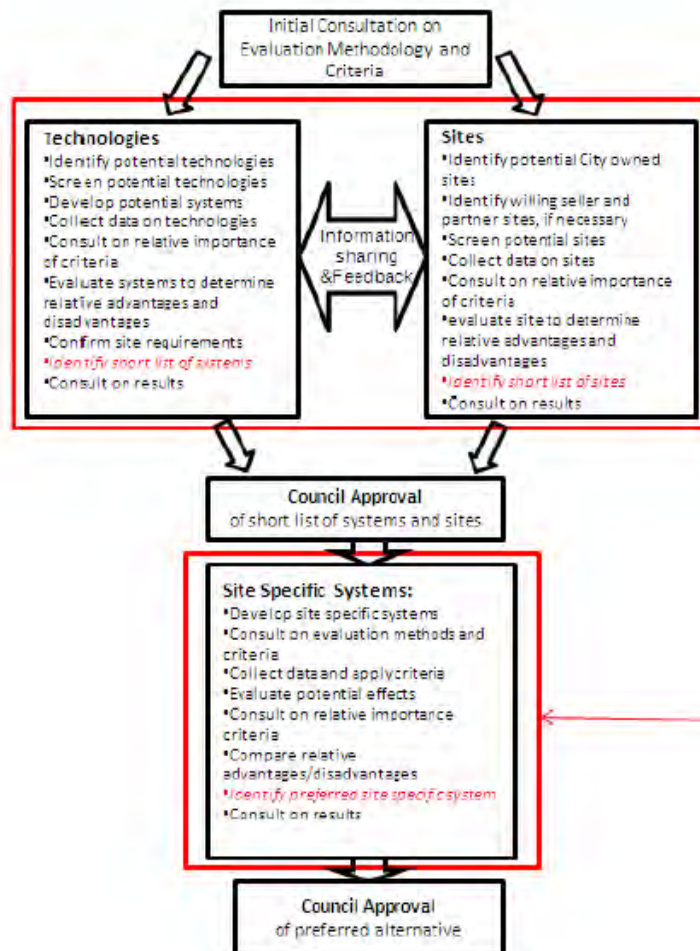 Initial Consultation on
Evaluation Methodology and
Criteria
Technologies
▪Identify potential technologies
▪Screen potential technologies
▪Develop potential systems
▪Collect data on technologies
▪Consult on relative importance
of criteria
▪Evaluate systems to determine
relative advantages and
disadvantages
▪Confirm site requirements
▪Identify short list of systems
▪Consult on results
Information
sharing
&Feedback
Sites
▪Identify potential City owned
sites
▪Identify willing seller and
partner sites, if necessary
▪Screen potential sites
▪Collect data on sites
▪Consult on relative importance
of criteria
▪evaluate site to determine
relative advantages and
disadvantages
▪Identify short list of sites
▪Consult on results
Council Approval
of short list of systems and sites
Site Specific Systems:
▪Develop site specific systems
▪Consult on evaluation methods and
criteria
▪Collect data and apply criteria
▪Evaluate potential effects
▪Consult on relative importance
criteria
▪Compare relative
advantages/disadvantages
▪Identify preferred site specific system
▪Consult on results
Council Approval
of preferred alternative